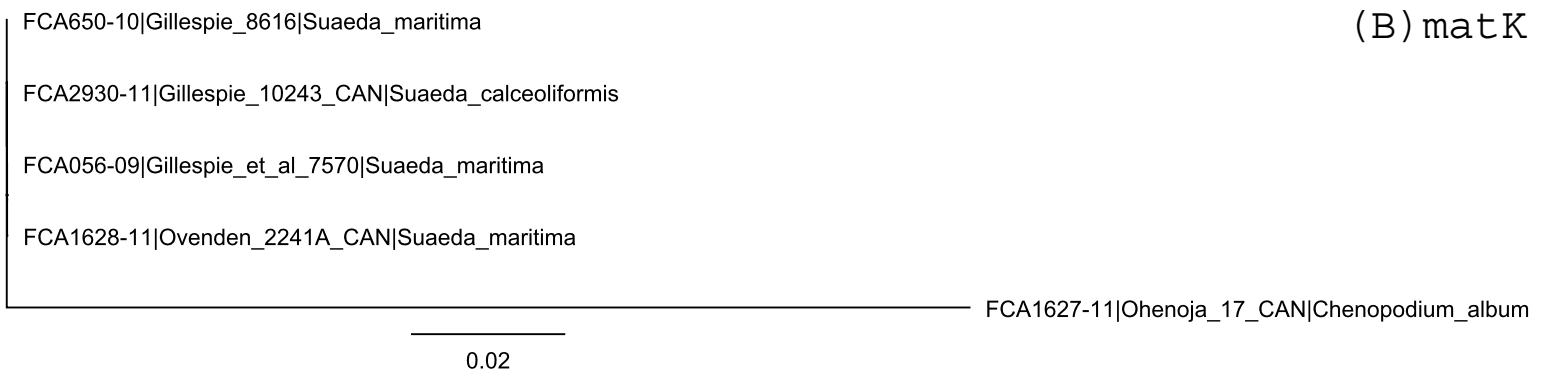 FCA650-10|Gillespie_8616|Suaeda_maritima
(B) matK
FCA2930-11|Gillespie_10243_CAN|Suaeda_calceoliformis
FCA056-09|Gillespie_et_al_7570|Suaeda_maritima
FCA1628-11|Ovenden_2241A_CAN|Suaeda_maritima
FCA1627-11|Ohenoja_17_CAN|Chenopodium_album
0.02